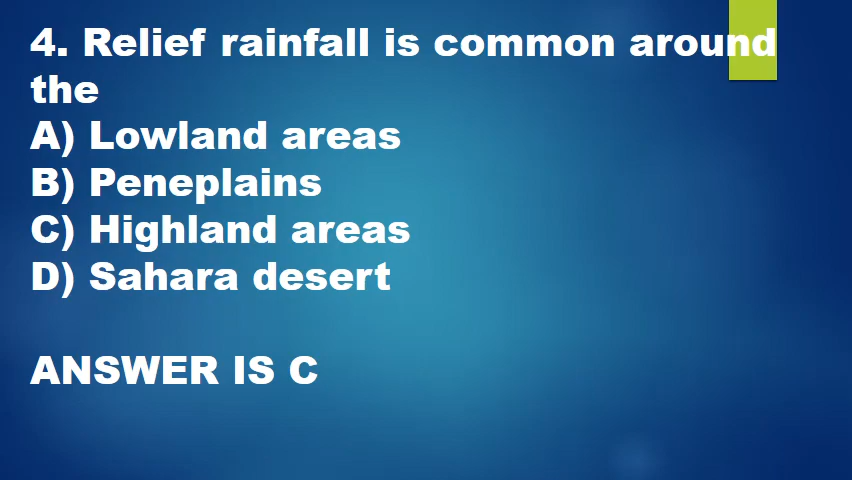 4. Relief rainfall is common around
the
A) Lowland areas
B) Peneplains
C) Highland areas
D) Sahara desert
ANSWER IS C